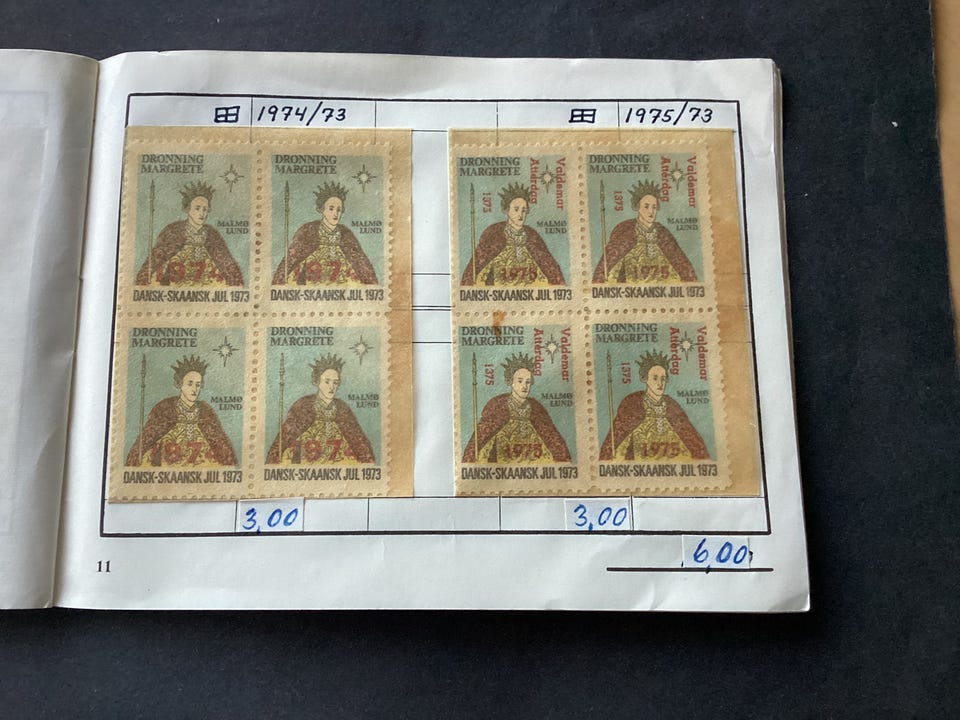 1974/73
1975/73
DRONNING
MARGRETE
MALMØ
LUND
1974
DANSK-SKAANSK JUL 1973
DRONNING
MARGRETE
MALMØ
LUND
1974
DANSK-SKAANSK JUL 1973
DRONNING
MARGRETE
Valdemar
Atterdag
1375
MALMØ
LUND
1975
DANSK-SKAANSK JUL 1973
DRONNING
MARGRETE
Valdemar
Atterdag
1375
MALMØ
LUND
1975
DANSK-SKAANSK JUL 1973
DRONNING
MARGRETE
MALMØ
LUND
1974
DANSK-SKAANSK JUL 1973
DRONNING
MARGRETE
MALMØ
LUND
197
DANSK-SKAANSK JUL 1973
DRONNING
MARGRETE
Valdemar
Atterdag
1375
MALMØ
LUND
1975
DANSK-SKAANSK JUL 1973
DRONNING
MARGRETE
Valdemar
Atterdag
1375
MALMØ
LUND
1975
DANSK-SKAANSK JUL 1973
3,00
3,00
6,00
11